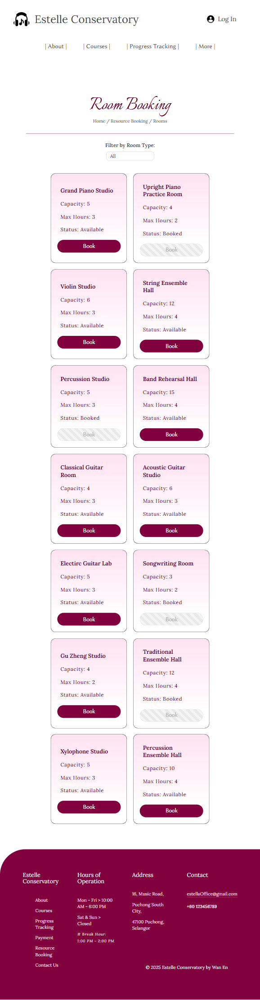 Estelle Conservatory
Log In
| About |
| Courses |
| Progress Tracking |
| More |
Room Booking
Home / Resource Booking / Rooms
Filter by Room Type:
All
Grand Piano Studio
Capacity: 5
Max Hours: 3
Status: Available
Book
Upright Piano
Practice Room
Capacity: 4
Max Hours: 2
Status: Booked
Book
Violin Studio
Capacity: 6
Max Hours: 3
Status: Available
Book
String Ensemble
Hall
Capacity: 12
Max Hours: 4
Status: Available
Book
Percussion Studio
Capacity: 5
Max Hours: 3
Status: Booked
Book
Band Rehearsal Hall
Capacity: 15
Max Hours: 4
Status: Available
Book
Classical Guitar
Room
Capacity: 4
Max Hours: 3
Status: Available
Book
Acoustic Guitar
Studio
Capacity: 6
Max Hours: 3
Status: Available
Book
Electirc Guitar Lab
Capacity: 5
Max Hours: 3
Status: Available
Book
Songwriting Room
Capacity: 3
Max Hours: 2
Status: Booked
Book
Gu Zheng Studio
Capacity: 4
Max Hours: 2
Status: Available
Book
Traditional
Ensemble Hall
Capacity: 12
Max Hours: 4
Status: Booked
Book
Xylophone Studio
Capacity: 5
Max Hours: 3
Status: Available
Book
Percussion
Ensemble Hall
Capacity: 10
Max Hours: 4
Status: Available
Book
Estelle
Conservatory
About
Courses
Progress
Tracking
Payment
Resource
Booking
Contact Us
Hours of
Operation
Mon - Fri > 10:00
AM - 6:00 PM
Sat & Sun >
Closed
# Break Hour:
1:00 PM - 2:00 PM
Address
16, Music Road,
Puchong South
City,
47100 Puchong,
Selangor
Contact
estellaOffice@gmail.com
+60 123456789
© 2025 Estelle Conservatory by Wan En